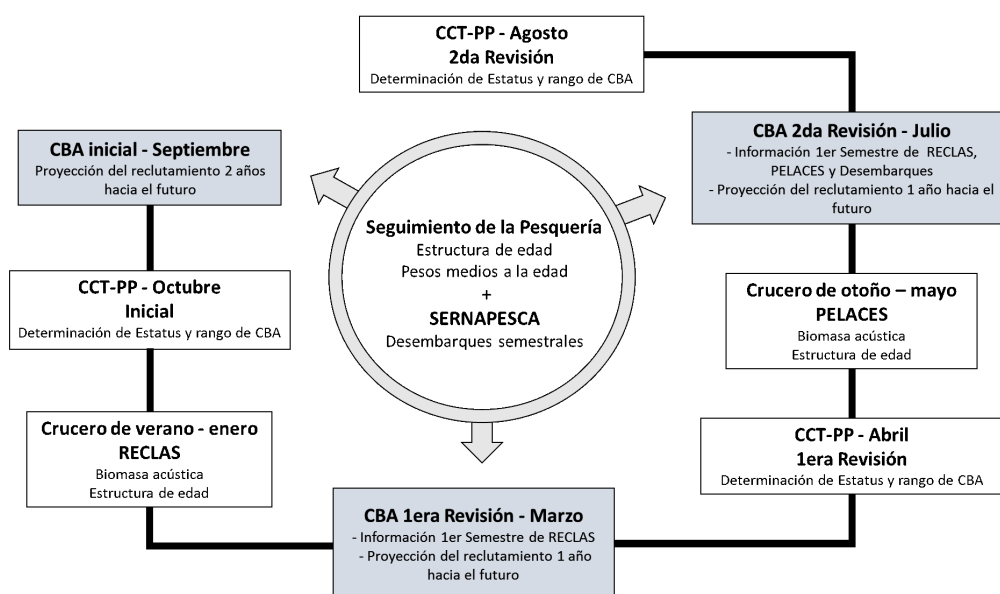 CCT-PP - Agosto
2da Revisión
Determinación de Estatus y rango de CBA
CBA inicial - Septiembre
Proyección del reclutamiento 2 años
hacia el futuro
CBA 2da Revisión - Julio
- Información 1er Semestre de RECLAS,
PELACES y Desembarques
- Proyección del reclutamiento 1 año hacia el
futuro
Seguimiento de la Pesquería
Estructura de edad
Pesos medios a la edad
+
SERNAPESCA
Desembarques semestrales
CCT-PP - Octubre
Inicial
Determinación de Estatus y rango de CBA
Crucero de otoño – mayo
PELACES
Biomasa acústica
Estructura de edad
Crucero de verano - enero
RECLAS
Biomasa acústica
Estructura de edad
CCT-PP - Abril
1era Revisión
Determinación de Estatus y rango de CBA
CBA 1era Revisión - Marzo
- Información 1er Semestre de RECLAS
- Proyección del reclutamiento 1 año
hacia el futuro